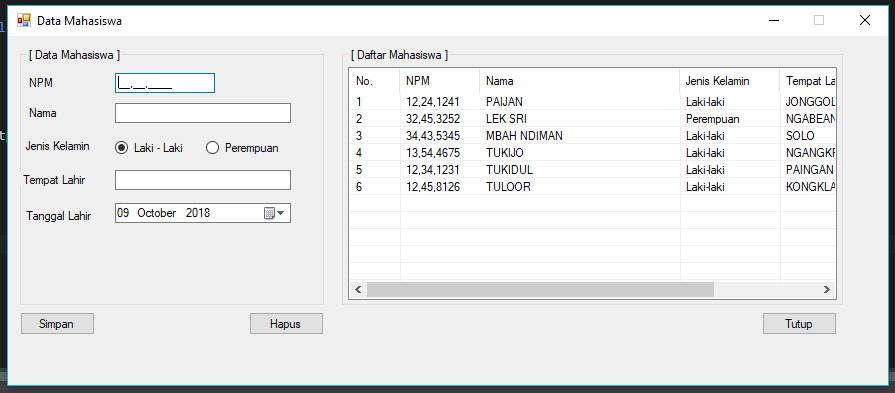 Data Mahasiswa
[ Data Mahasiswa ]
NPM __.__.____
Nama
Jenis Kelamin Laki - Laki Perempuan
Tempat Lahir
Tanggal Lahir 09 October 2018
Simpan Hapus
[ Daftar Mahasiswa ]
No. NPM Nama Jenis Kelamin Tempat La
1 12,24,1241 PAIJAN Laki-laki JONGGOL
2 32,45,3252 LEK SRI Perempuan NGABEAN
3 34,43,5345 MBAH NDIMAN Laki-laki SOLO
4 13,54,4675 TUKIJO Laki-laki NGANGKR
5 12,34,1231 TUKIDUL Laki-laki PAINGAN
6 12,45,8126 TULOOR Laki-laki KONGKLA
Tutup